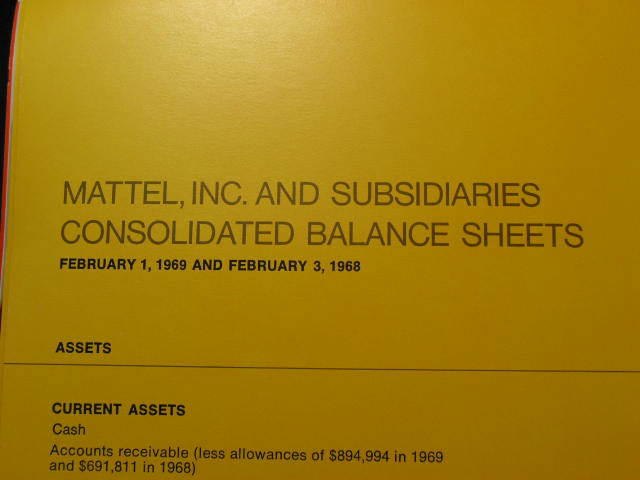 MATTEL, INC. AND SUBSIDIARIES
CONSOLIDATED BALANCE SHEETS
FEBRUARY 1, 1969 AND FEBRUARY 3, 1968
ASSETS
CURRENT ASSETS
Cash
Accounts receivable (less allowances of $894,994 in 1969
and $691,811 in 1968)